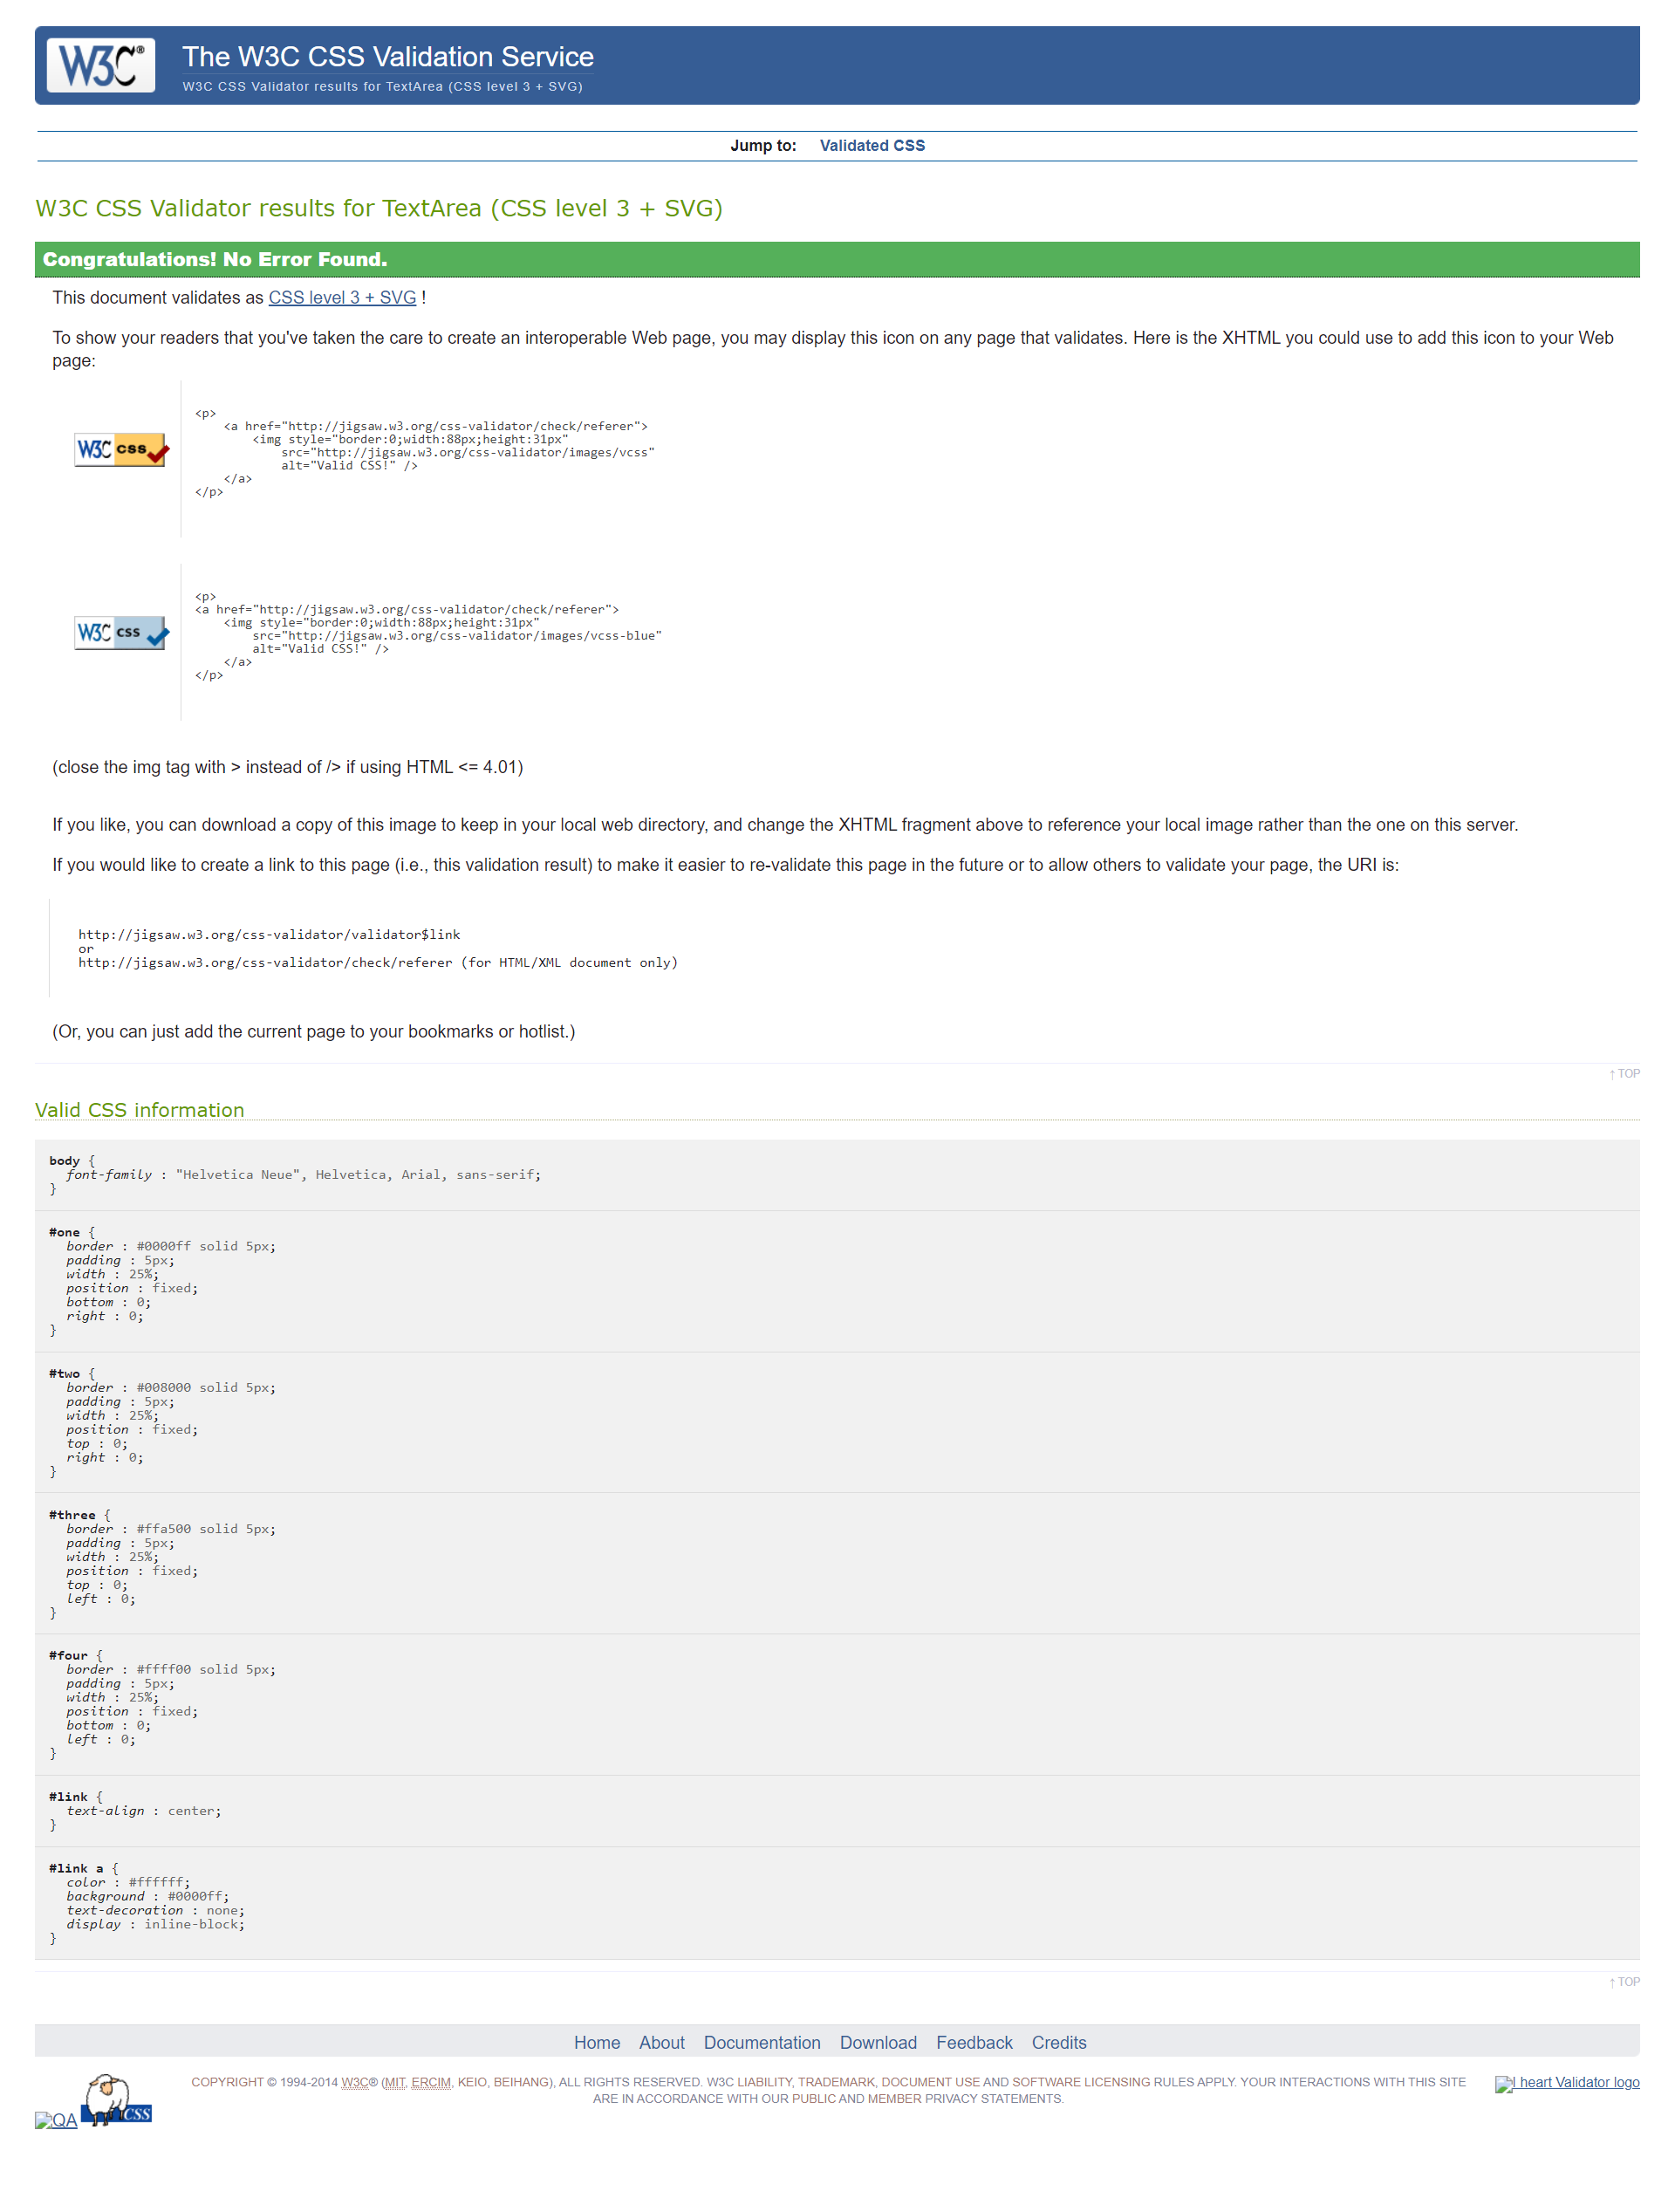 W3C®
The W3C CSS Validation Service
W3C CSS Validator results for TextArea (CSS level 3 + SVG)
Jump to: Validated CSS
W3C CSS Validator results for TextArea (CSS level 3 + SVG)
Congratulations! No Error Found.
This document validates as CSS level 3 + SVG !
To show your readers that you've taken the care to create an interoperable Web page, you may display this icon on any page that validates. Here is the XHTML you could use to add this icon to your Web
page:
W3C css
<p>
<a href="http://jigsaw.w3.org/css-validator/check/referer">
<img style="border:0;width:88px;height:31px"
src="http://jigsaw.w3.org/css-validator/images/vcss"
alt="Valid CSS!" />
</a>
</p>
W3C css
<p>
<a href="http://jigsaw.w3.org/css-validator/check/referer">
<img style="border:0;width:88px;height:31px"
src="http://jigsaw.w3.org/css-validator/images/vcss-blue"
alt="Valid CSS!" />
</a>
</p>
(close the img tag with > instead of /> if using HTML <= 4.01)
If you like, you can download a copy of this image to keep in your local web directory, and change the XHTML fragment above to reference your local image rather than the one on this server.
If you would like to create a link to this page (i.e., this validation result) to make it easier to re-validate this page in the future or to allow others to validate your page, the URI is:
http://jigsaw.w3.org/css-validator/validator$link
or
http://jigsaw.w3.org/css-validator/check/referer (for HTML/XML document only)
(Or, you can just add the current page to your bookmarks or hotlist.)
↑ TOP
Valid CSS information
body {
font-family : "Helvetica Neue", Helvetica, Arial, sans-serif;
}
#one {
border : #0000ff solid 5px;
padding : 5px;
width : 25%;
position : fixed;
bottom : 0;
right : 0;
}
#two {
border : #008000 solid 5px;
padding : 5px;
width : 25%;
position : fixed;
top : 0;
right : 0;
}
#three {
border : #ffa500 solid 5px;
padding : 5px;
width : 25%;
position : fixed;
top : 0;
left : 0;
}
#four {
border : #ffff00 solid 5px;
padding : 5px;
width : 25%;
position : fixed;
bottom : 0;
left : 0;
}
#link {
text-align : center;
}
#link a {
color : #ffffff;
background : #0000ff;
text-decoration : none;
display : inline-block;
}
↑ TOP
Home About Documentation Download Feedback Credits
QA CSS
COPYRIGHT © 1994-2014 W3C® (MIT, ERCIM, KEIO, BEIHANG), ALL RIGHTS RESERVED. W3C LIABILITY, TRADEMARK, DOCUMENT USE AND SOFTWARE LICENSING RULES APPLY. YOUR INTERACTIONS WITH THIS SITE
ARE IN ACCORDANCE WITH OUR PUBLIC AND MEMBER PRIVACY STATEMENTS.
I heart Validator logo